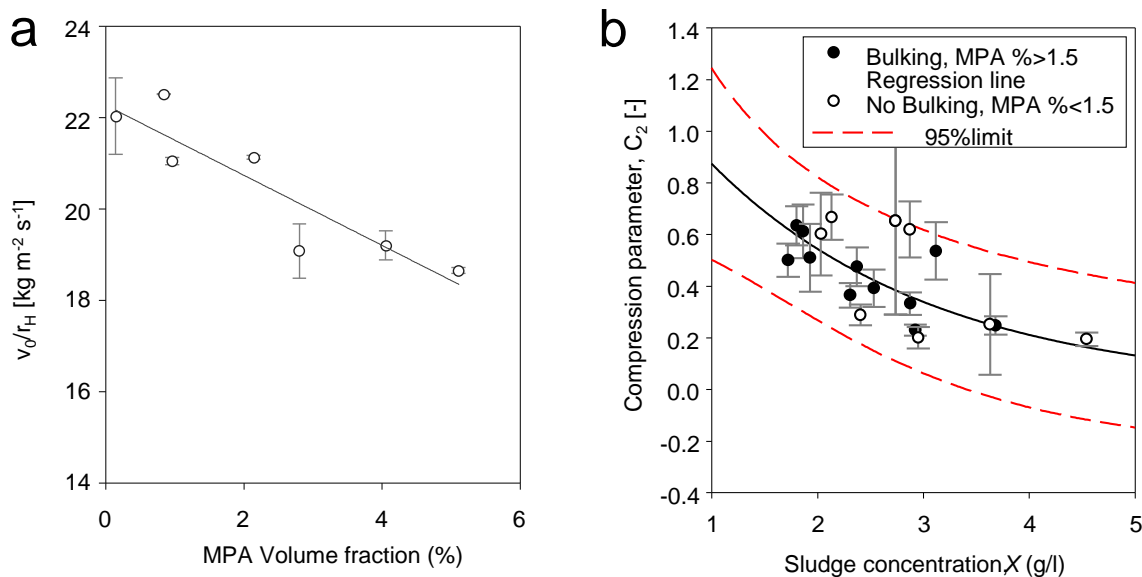 a
24
22
20
18
16
14
0
2
4
6
v0/rH [kg m-2 s-1]
MPA Volume fraction (%)
b
1.4
1.2
1.0
0.8
0.6
0.4
0.2
0.0
-0.2
-0.4
1
2
3
4
5
Compression parameter, C2 [-]
Sludge concentration,X (g/l)
Bulking, MPA %>1.5
Regression line
No Bulking, MPA %<1.5
95%limit